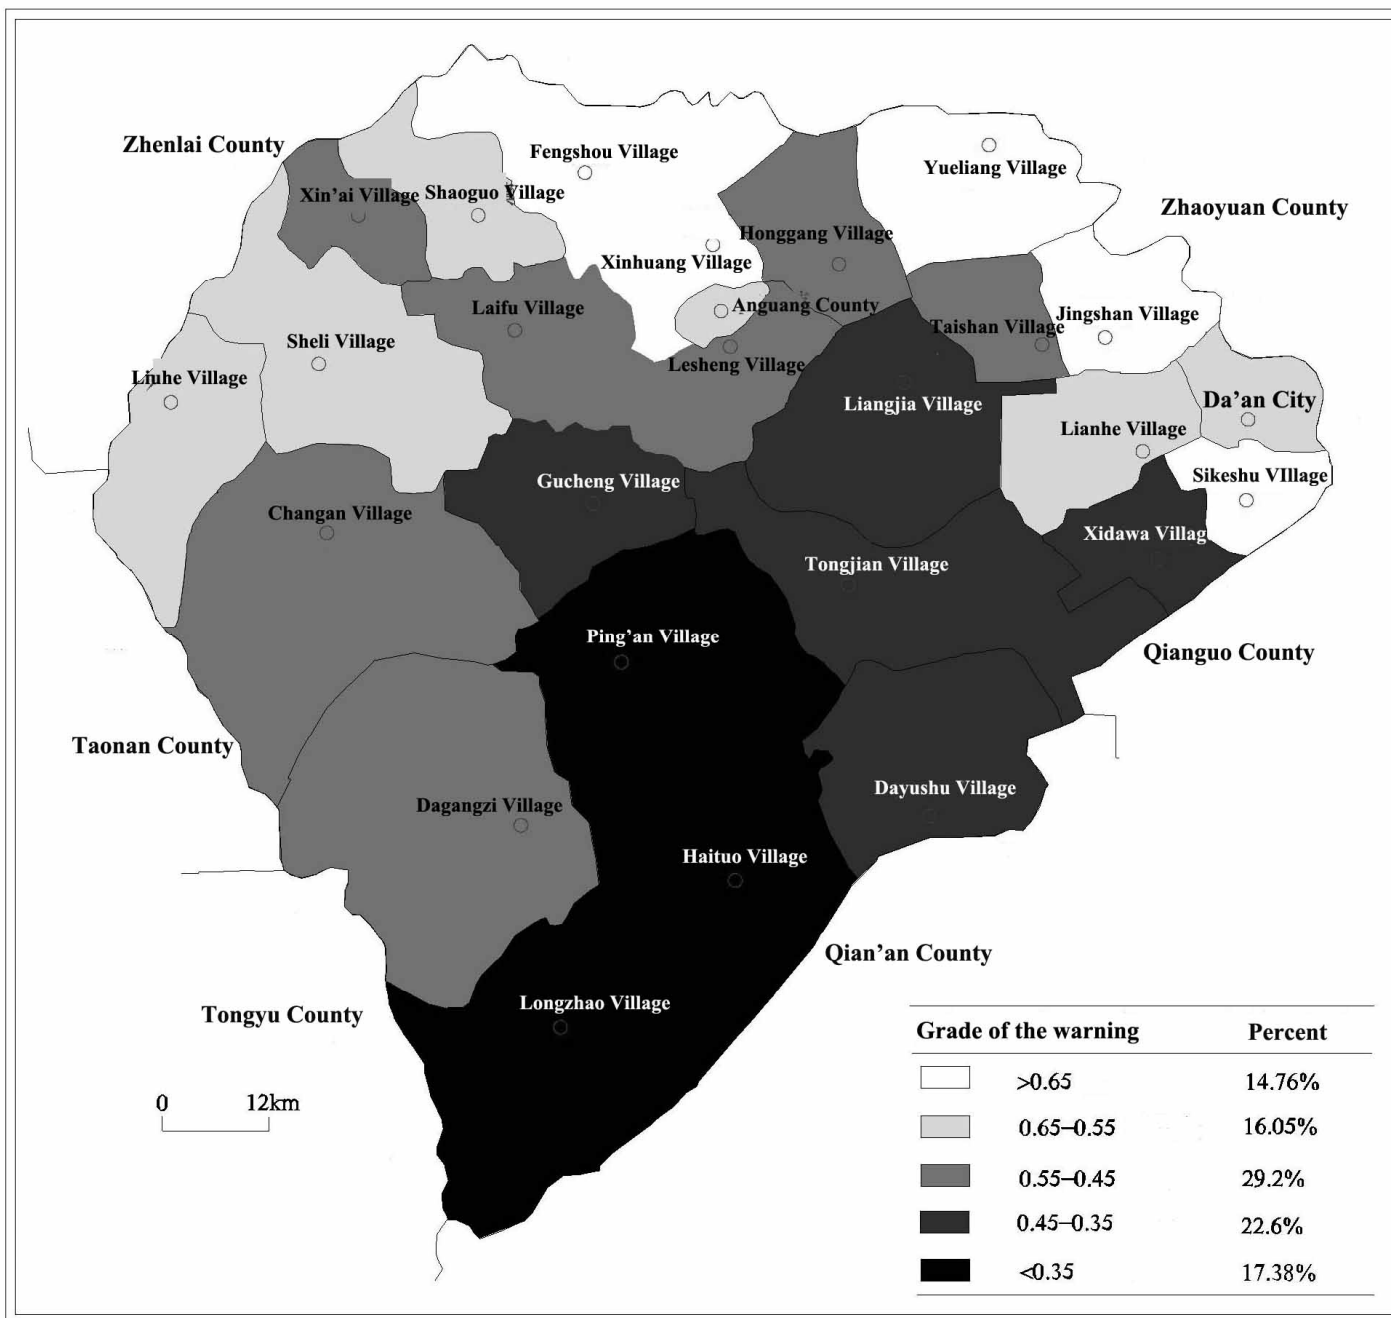 Zhenlai County
Fengshou Village
Yueliang Village
Xin'ai Village
Shaoguo Village
Zhaoyuan County
Honggang Village
Xinhuang Village
Laifu Village
Anguang County
Jingshan Village
Taishan Village
Sheli Village
Lesheng Village
Liuhe Village
Liangjia Village
Da'an City
Lianhe Village
Gucheng Village
Sikeshu VIllage
Changan Village
Xidawa Villag
Tongjian Village
Ping'an Village
Qianguo County
Taonan County
Dayushu Village
Dagangzi Village
Haituo Village
Qian'an County
Longzhao Village
Tongyu County
0 12km
Grade of the warning Percent
>0.65 14.76%
0.65–0.55 16.05%
0.55–0.45 29.2%
0.45–0.35 22.6%
<0.35 17.38%